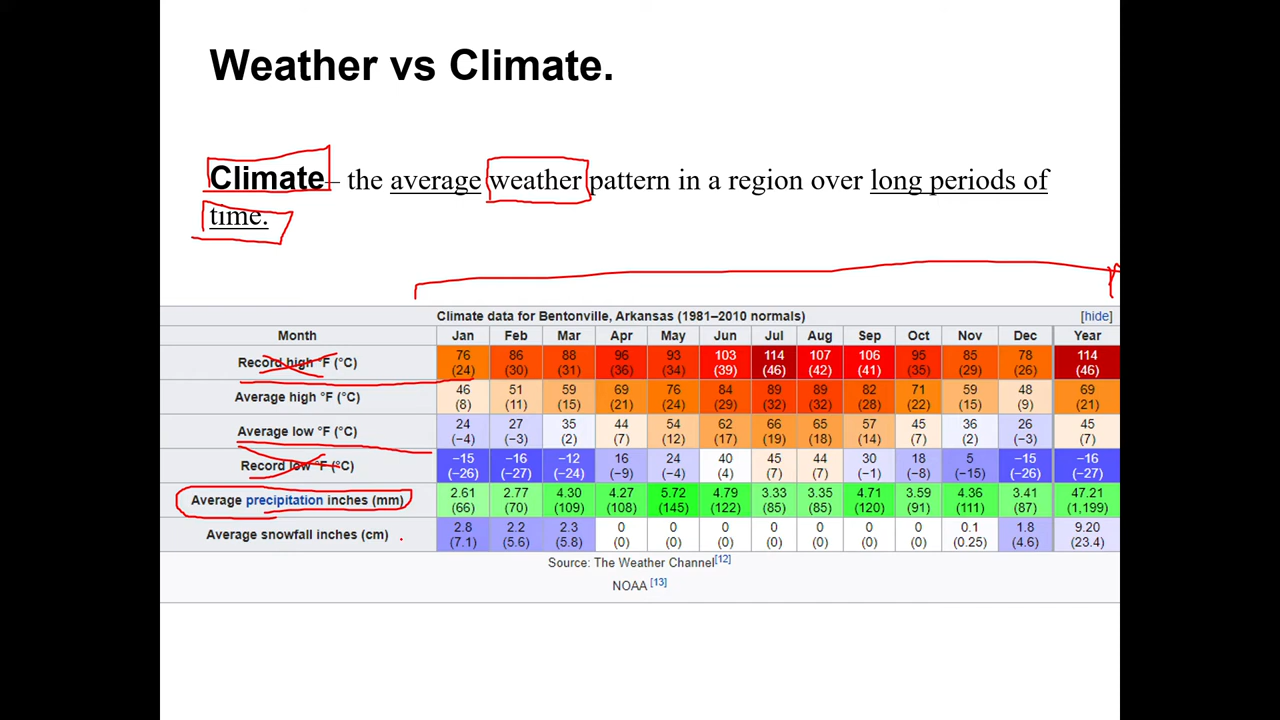 Weather vs Climate.
Climate– the average weather pattern in a region over long periods of
time.
Climate data for Bentonville, Arkansas (1981–2010 normals) [hide]
Month Jan Feb Mar Apr May Jun Jul Aug Sep Oct Nov Dec Year
Record high °F (°C) 76 (24) 86 (30) 88 (31) 96 (36) 93 (34) 103 (39) 114 (46) 107 (42) 106 (41) 95 (35) 85 (29) 78 (26) 114 (46)
Average high °F (°C) 46 (8) 51 (11) 59 (15) 69 (21) 76 (24) 84 (29) 89 (32) 89 (32) 82 (28) 71 (22) 59 (15) 48 (9) 69 (21)
Average low °F (°C) 24 (−4) 27 (−3) 35 (2) 44 (7) 54 (12) 62 (17) 66 (19) 65 (18) 57 (14) 45 (7) 36 (2) 26 (−3) 45 (7)
Record low °F (°C) −15 (−26) −16 (−27) −12 (−24) 16 (−9) 24 (−4) 40 (4) 45 (7) 44 (7) 30 (−1) 18 (−8) 5 (−15) −15 (−26) −16 (−27)
Average precipitation inches (mm) 2.61 (66) 2.77 (70) 4.30 (109) 4.27 (108) 5.72 (145) 4.79 (122) 3.33 (85) 3.35 (85) 4.71 (120) 3.59 (91) 4.36 (111) 3.41 (87) 47.21 (1,199)
Average snowfall inches (cm) 2.8 (7.1) 2.2 (5.6) 2.3 (5.8) 0 (0) 0 (0) 0 (0) 0 (0) 0 (0) 0 (0) 0 (0) 0.1 (0.25) 1.8 (4.6) 9.20 (23.4)
Source: The Weather Channel[12]
NOAA [13]